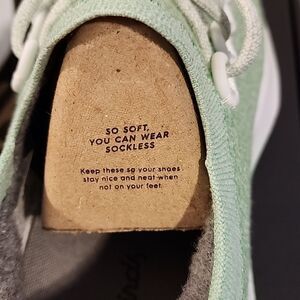 SO SOFT,
YOU CAN WEAR
SOCKLESS
Keep these so your shoes
stay nice and neat when
not on your feet.